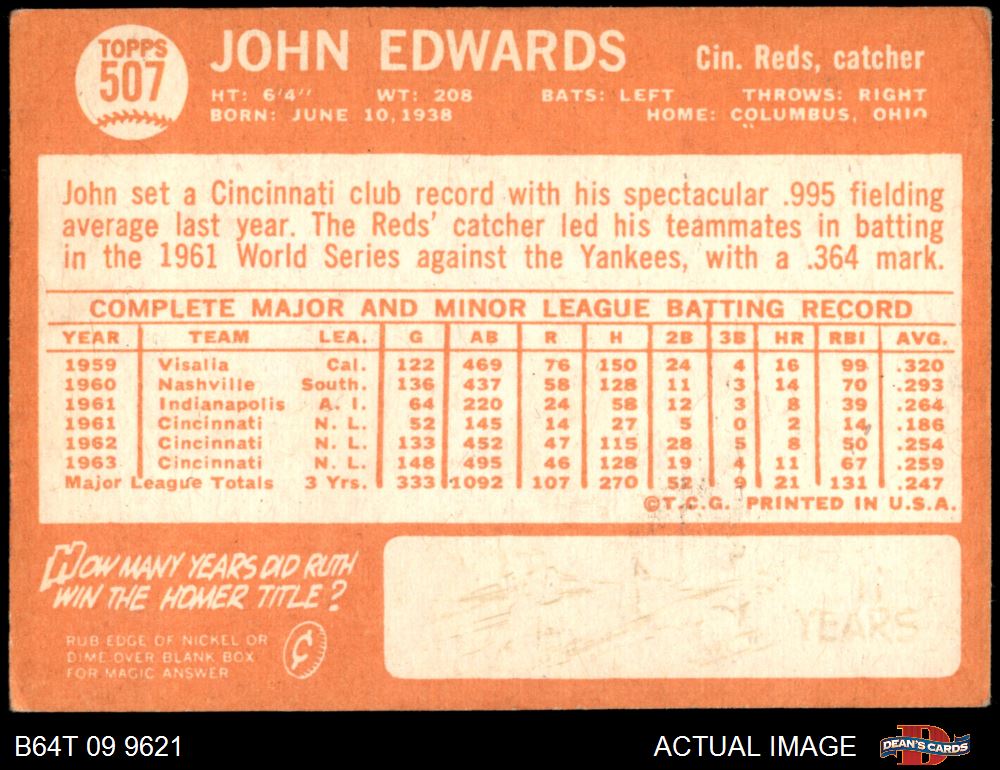 TOPPS
507
JOHN EDWARDS
Cin. Reds, catcher
HT: 6'4" WT: 208 BATS: LEFT THROWS: RIGHT
BORN: JUNE 10, 1938 HOME: COLUMBUS, OHIO
John set a Cincinnati club record with his spectacular .995 fielding
average last year. The Reds' catcher led his teammates in batting
in the 1961 World Series against the Yankees, with a .364 mark.
COMPLETE MAJOR AND MINOR LEAGUE BATTING RECORD
YEAR TEAM LEA. G AB R H 2B 3B HR RBI AVG.
1959 Visalia Cal. 122 469 76 150 24 4 16 99 .320
1960 Nashville South. 136 437 58 128 11 3 14 70 .293
1961 Indianapolis A. I. 64 220 24 58 12 3 8 39 .264
1961 Cincinnati N. L. 52 145 14 27 5 0 2 14 .186
1962 Cincinnati N. L. 133 452 47 115 28 5 8 50 .254
1963 Cincinnati N. L. 148 495 46 128 19 4 11 67 .259
Major League Totals 3 Yrs. 333 1092 107 270 52 9 21 131 .247
©T.C.G. PRINTED IN U.S.A.
HOW MANY YEARS DID RUTH
WIN THE HOMER TITLE?
RUB EDGE OF NICKEL OR
DIME OVER BLANK BOX
FOR MAGIC ANSWER
¢
11
YEARS
B64T 09 9621
ACTUAL IMAGE
DEAN'S CARDS